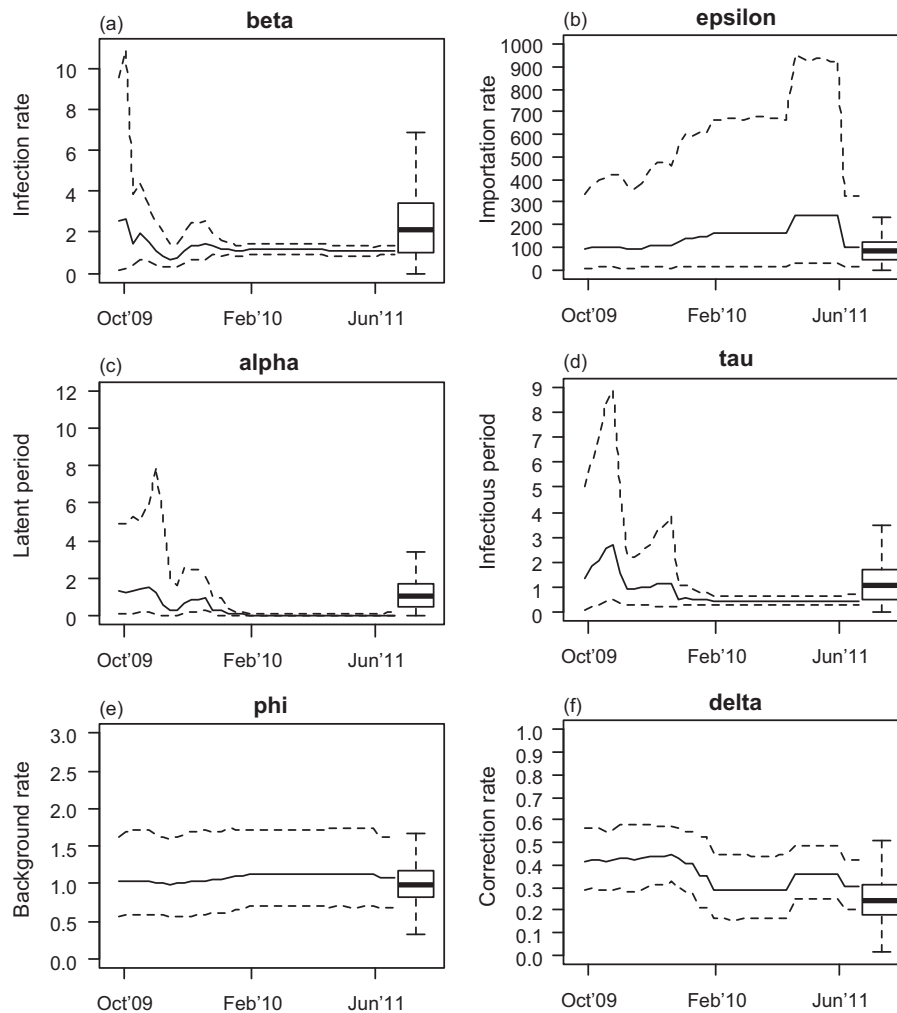 (a) beta
Infection rate
10
8
6
4
2
0
Oct'09 Feb'10 Jun'11
(b) epsilon
Importation rate
1000
900
800
700
600
500
400
300
200
100
0
Oct'09 Feb'10 Jun'11
(c) alpha
Latent period
12
10
8
6
4
2
0
Oct'09 Feb'10 Jun'11
(d) tau
Infectious period
9
8
7
6
5
4
3
2
1
0
Oct'09 Feb'10 Jun'11
(e) phi
Background rate
3.0
2.5
2.0
1.5
1.0
0.5
0.0
Oct'09 Feb'10 Jun'11
(f) delta
Correction rate
1.0
0.9
0.8
0.7
0.6
0.5
0.4
0.3
0.2
0.1
0.0
Oct'09 Feb'10 Jun'11